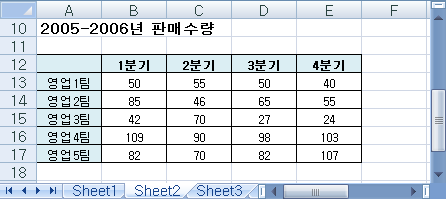 A B C D E F
10 2005-2006년 판매수량
11
12 1분기 2분기 3분기 4분기
13 영업1팀 50 55 50 40
14 영업2팀 85 46 65 55
15 영업3팀 42 70 27 24
16 영업4팀 109 90 98 103
17 영업5팀 82 70 82 107
18
Sheet1 Sheet2 Sheet3